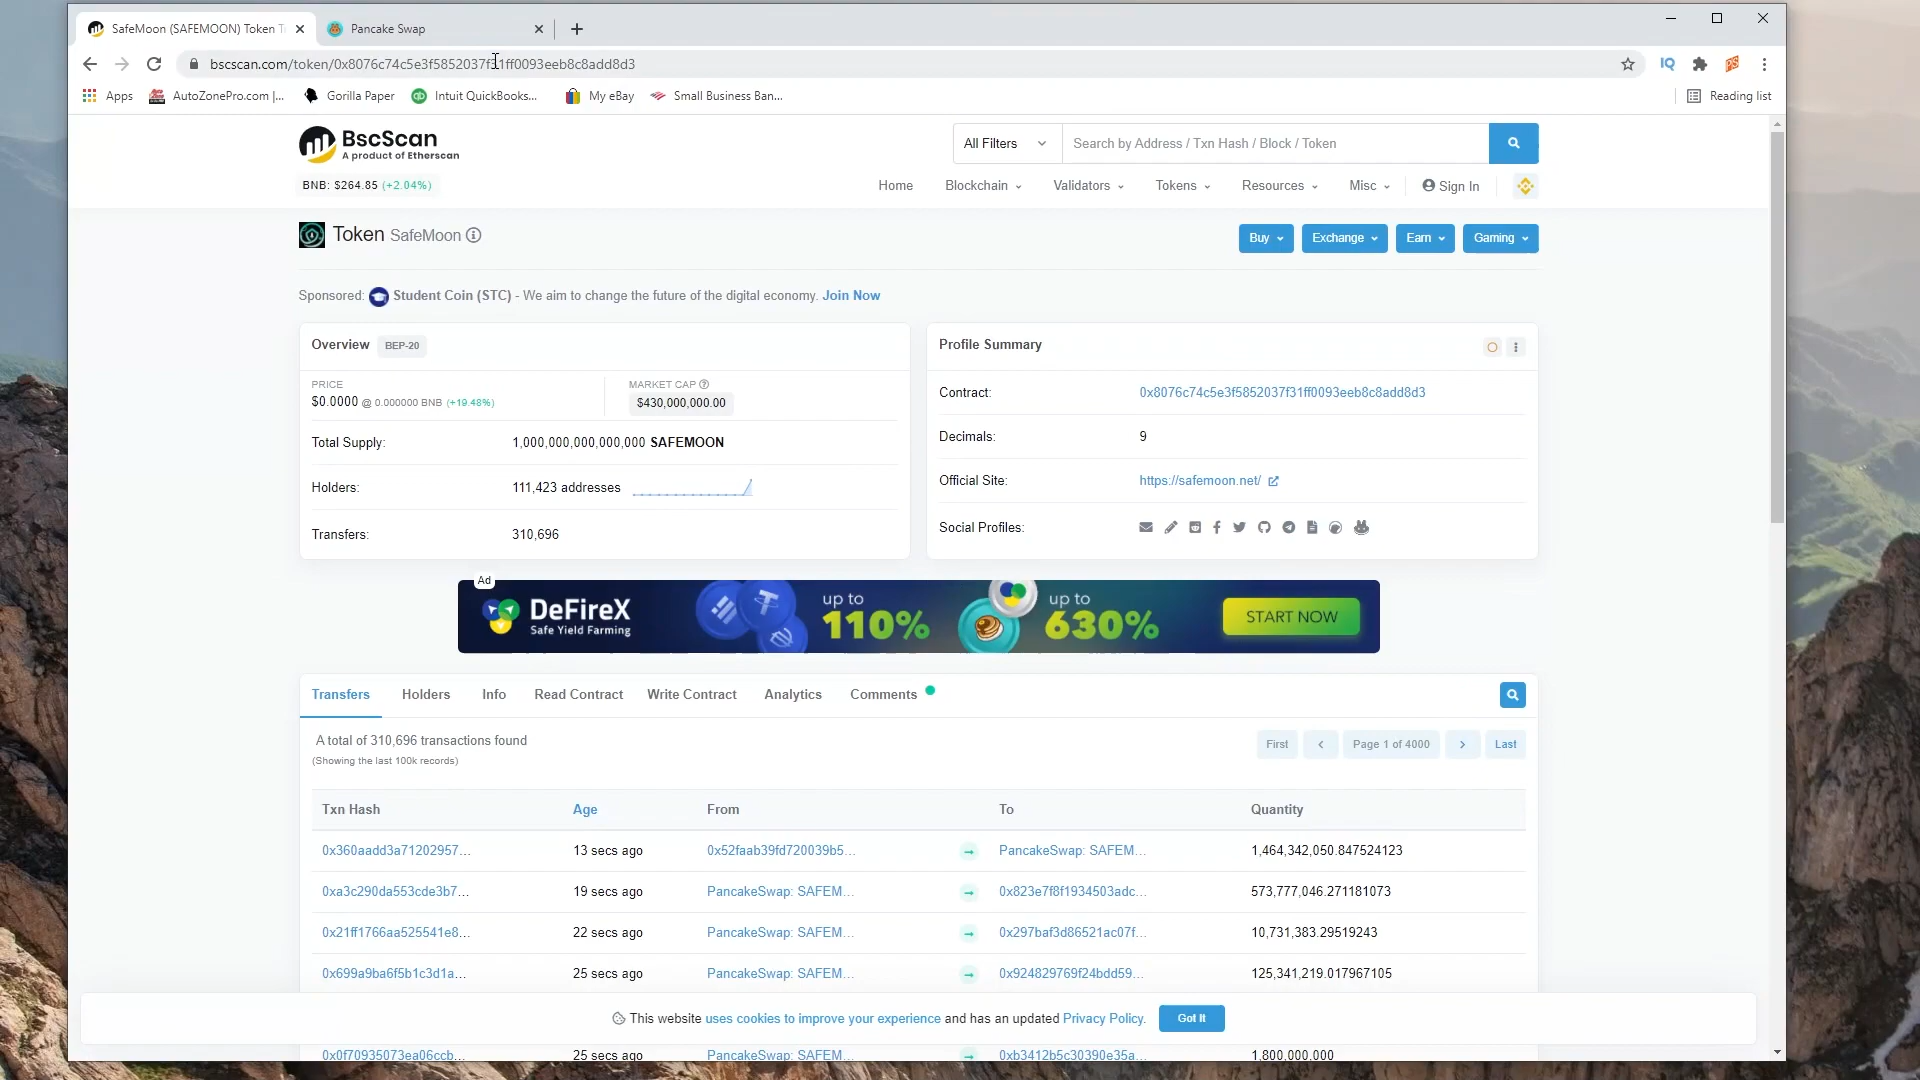 SafeMoon (SAFEMOON) Token T
Pancake Swap
bscscan.com/token/0x8076c74c5e3f5852037f31ff0093eeb8c8add8d3
Apps
AutoZonePro.com |...
Gorilla Paper
Intuit QuickBooks...
My eBay
Small Business Ban...
Reading list
BscScan
A product of Etherscan
All Filters
Search by Address / Txn Hash / Block / Token
BNB: $264.85 (+2.04%)
Home
Blockchain
Validators
Tokens
Resources
Misc
Sign In
Token SafeMoon
Buy
Exchange
Earn
Gaming
Sponsored: Student Coin (STC) - We aim to change the future of the digital economy. Join Now
Overview BEP-20
PRICE
$0.0000 @ 0.000000 BNB (+19.48%)
MARKET CAP
$430,000,000.00
Total Supply: 1,000,000,000,000,000 SAFEMOON
Holders: 111,423 addresses
Transfers: 310,696
Profile Summary
Contract: 0x8076c74c5e3f5852037f31ff0093eeb8c8add8d3
Decimals: 9
Official Site: https://safemoon.net/
Social Profiles:
Ad
DeFireX
Safe Yield Farming
up to
110%
up to
630%
START NOW
Transfers
Holders
Info
Read Contract
Write Contract
Analytics
Comments
A total of 310,696 transactions found
(Showing the last 100k records)
First
Page 1 of 4000
Last
Txn Hash Age From To Quantity
0x360aadd3a71202957... 13 secs ago 0x52faab39fd720039b5... PancakeSwap: SAFEM... 1,464,342,050.847524123
0xa3c290da553cde3b7... 19 secs ago PancakeSwap: SAFEM... 0x823e7f8f1934503adc... 573,777,046.271181073
0x21ff1766aa525541e8... 22 secs ago PancakeSwap: SAFEM... 0x297baf3d86521ac07f... 10,731,383.29519243
0x699a9ba6f5b1c3d1a... 25 secs ago PancakeSwap: SAFEM... 0x924829769f24bdd59... 125,341,219.017967105
This website uses cookies to improve your experience and has an updated Privacy Policy.
Got It
0x0f70935073ea06ccb... 25 secs ago PancakeSwap: SAFEM... 0xb3412b5c30390e35a... 1,800,000,000